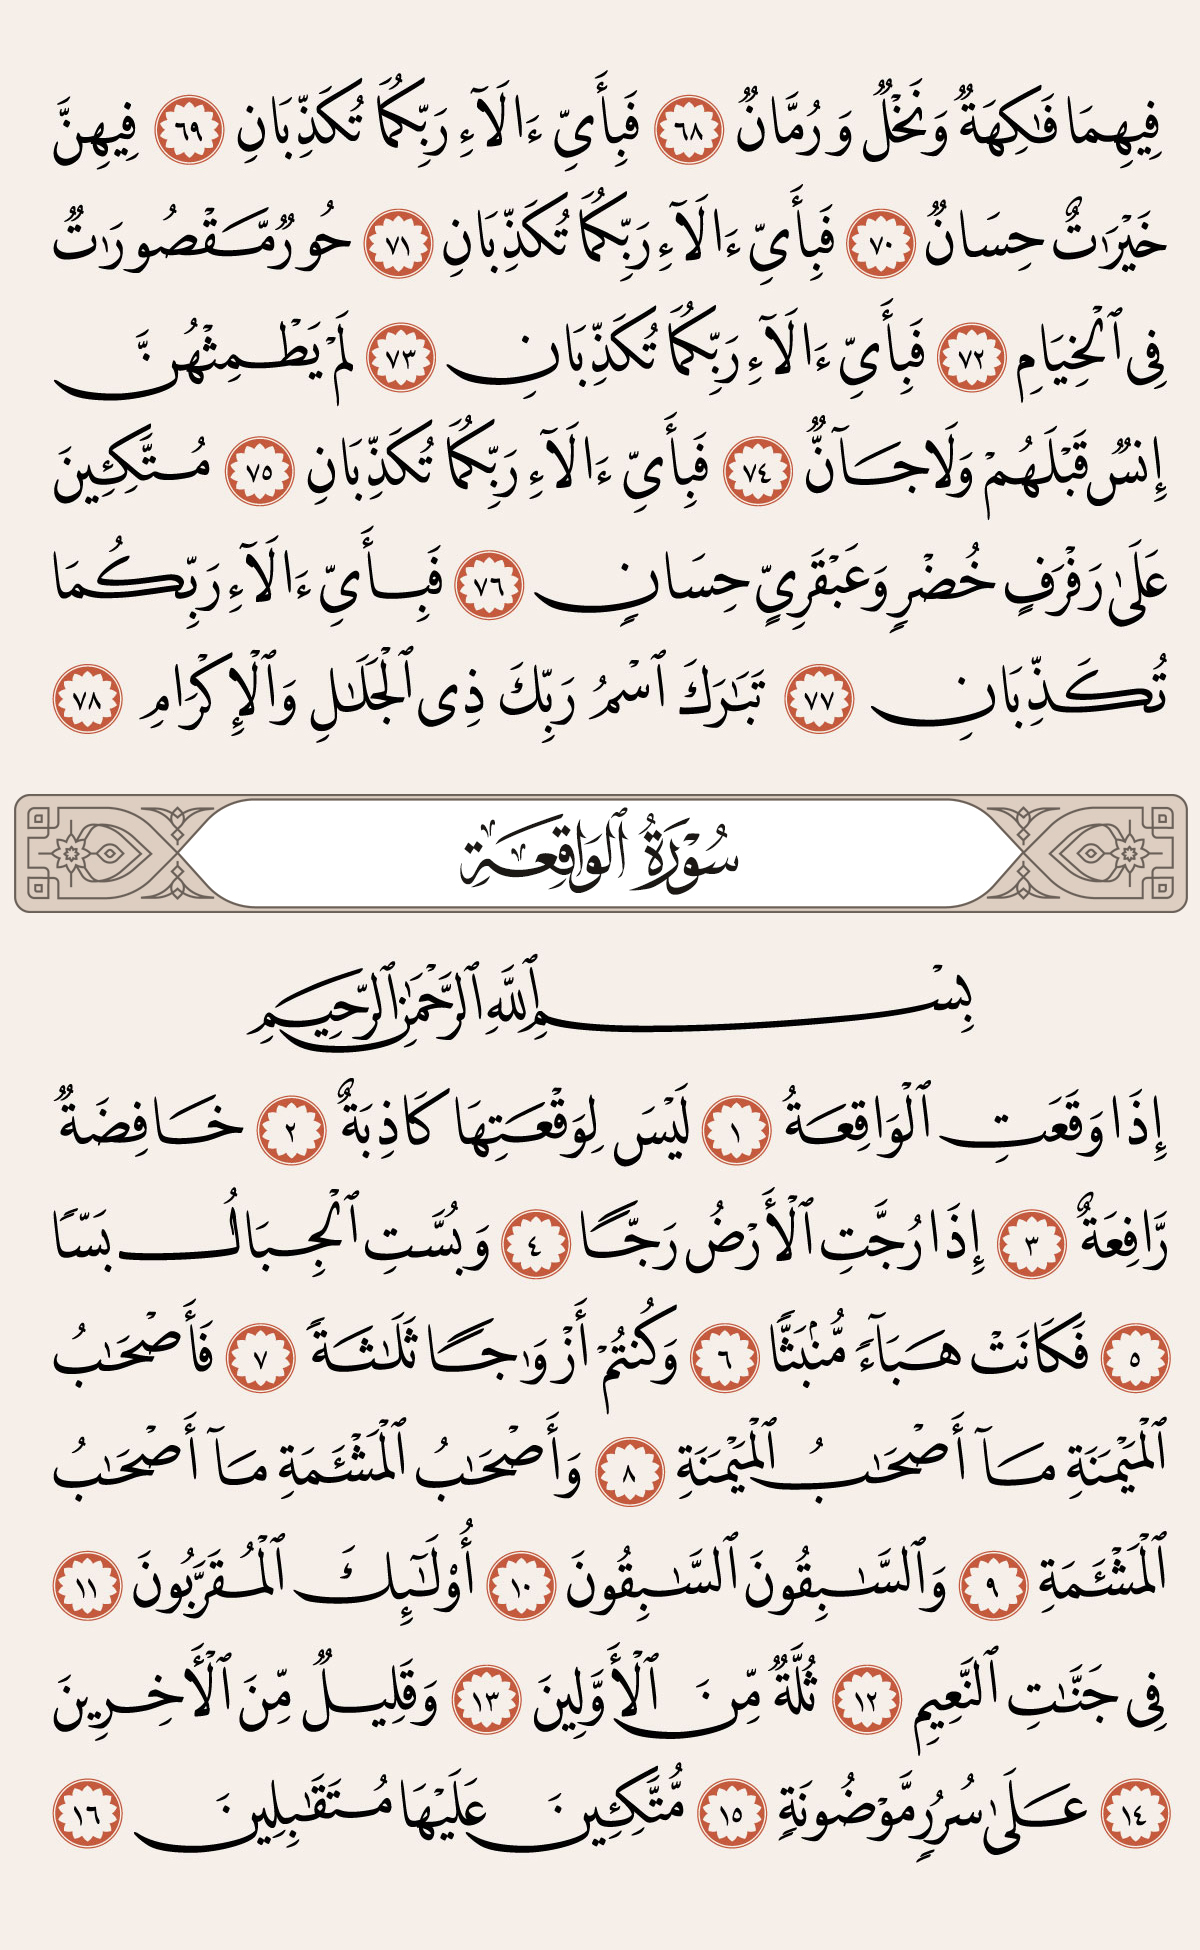 فِيهِمَا فَٰكِهَةٌ وَنَخْلٌ وَرُمَّانٌ ٦٨ فَبِأَىِّ ءَالَآءِ رَبِّكُمَا تُكَذِّبَانِ ٦٩ فِيهِنَّ
خَيْرَٰتٌ حِسَانٌ ٧٠ فَبِأَىِّ ءَالَآءِ رَبِّكُمَا تُكَذِّبَانِ ٧١ حُورٌ مَّقْصُورَٰتٌ
فِى ٱلْخِيَامِ ٧٢ فَبِأَىِّ ءَالَآءِ رَبِّكُمَا تُكَذِّبَانِ ٧٣ لَمْ يَطْمِثْهُنَّ
إِنسٌ قَبْلَهُمْ وَلَا جَآنٌّ ٧٤ فَبِأَىِّ ءَالَآءِ رَبِّكُمَا تُكَذِّبَانِ ٧٥ مُتَّكِـِٔينَ
عَلَىٰ رَفْرَفٍ خُضْرٍ وَعَبْقَرِىٍّ حِسَانٍ ٧٦ فَبِأَىِّ ءَالَآءِ رَبِّكُمَا
تُكَذِّبَانِ ٧٧ تَبَٰرَكَ ٱسْمُ رَبِّكَ ذِى ٱلْجَلَٰلِ وَٱلْإِكْرَامِ ٧٨
سُورَةُ ٱلْوَاقِعَةِ
بِسْمِ ٱللَّهِ ٱلرَّحْمَٰنِ ٱلرَّحِيمِ
إِذَا وَقَعَتِ ٱلْوَاقِعَةُ ١ لَيْسَ لِوَقْعَتِهَا كَاذِبَةٌ ٢ خَافِضَةٌ
رَّافِعَةٌ ٣ إِذَا رُجَّتِ ٱلْأَرْضُ رَجًّا ٤ وَبُسَّتِ ٱلْجِبَالُ بَسًّا
٥ فَكَانَتْ هَبَآءً مُّنۢبَثًّا ٦ وَكُنتُمْ أَزْوَٰجًا ثَلَٰثَةً ٧ فَأَصْحَٰبُ
ٱلْمَيْمَنَةِ مَآ أَصْحَٰبُ ٱلْمَيْمَنَةِ ٨ وَأَصْحَٰبُ ٱلْمَشْـَٔمَةِ مَآ أَصْحَٰبُ
ٱلْمَشْـَٔمَةِ ٩ وَٱلسَّٰبِقُونَ ٱلسَّٰبِقُونَ ١٠ أُو۟لَٰٓئِكَ ٱلْمُقَرَّبُونَ ١١
فِى جَنَّٰتِ ٱلنَّعِيمِ ١٢ ثُلَّةٌ مِّنَ ٱلْأَوَّلِينَ ١٣ وَقَلِيلٌ مِّنَ ٱلْـَٔاخِرِينَ
١٤ عَلَىٰ سُرُرٍ مَّوْضُونَةٍ ١٥ مُّتَّكِـِٔينَ عَلَيْهَا مُتَقَٰبِلِينَ ١٦